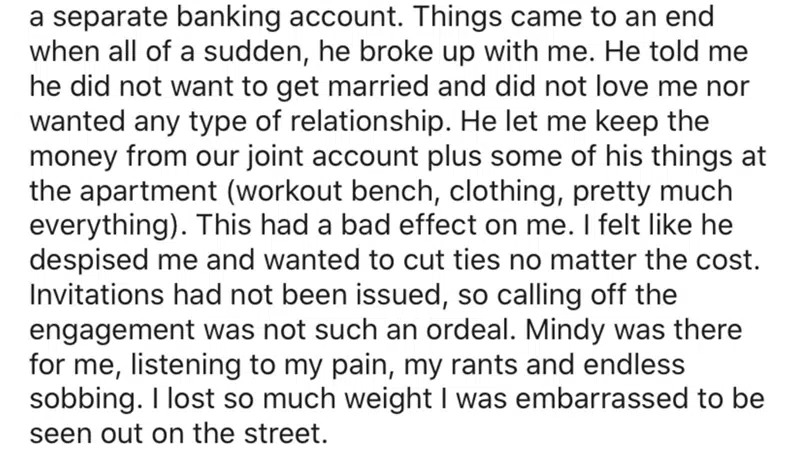 a separate banking account. Things came to an end
when all of a sudden, he broke up with me. He told me
he did not want to get married and did not love me nor
wanted any type of relationship. He let me keep the
money from our joint account plus some of his things at
the apartment (workout bench, clothing, pretty much
everything). This had a bad effect on me. I felt like he
despised me and wanted to cut ties no matter the cost.
Invitations had not been issued, so calling off the
engagement was not such an ordeal. Mindy was there
for me, listening to my pain, my rants and endless
sobbing. I lost so much weight I was embarrassed to be
seen out on the street.